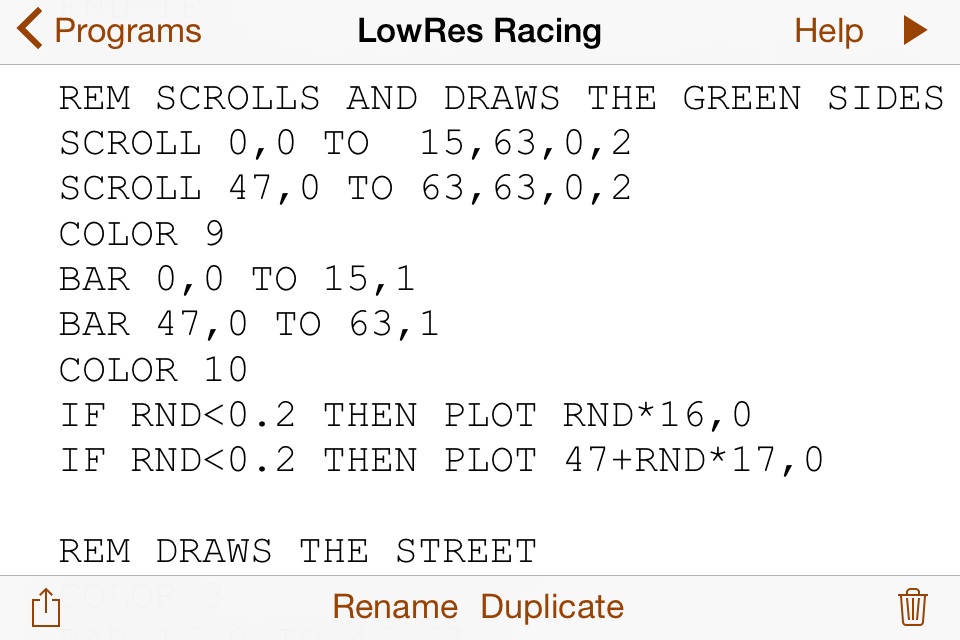 Programs LowRes Racing Help
REM SCROLLS AND DRAWS THE GREEN SIDES
SCROLL 0,0 TO  15,63,0,2
SCROLL 47,0 TO 63,63,0,2
COLOR 9
BAR 0,0 TO 15,1
BAR 47,0 TO 63,1
COLOR 10
IF RND<0.2 THEN PLOT RND*16,0
IF RND<0.2 THEN PLOT 47+RND*17,0
REM DRAWS THE STREET
COLOR 3
Rename Duplicate